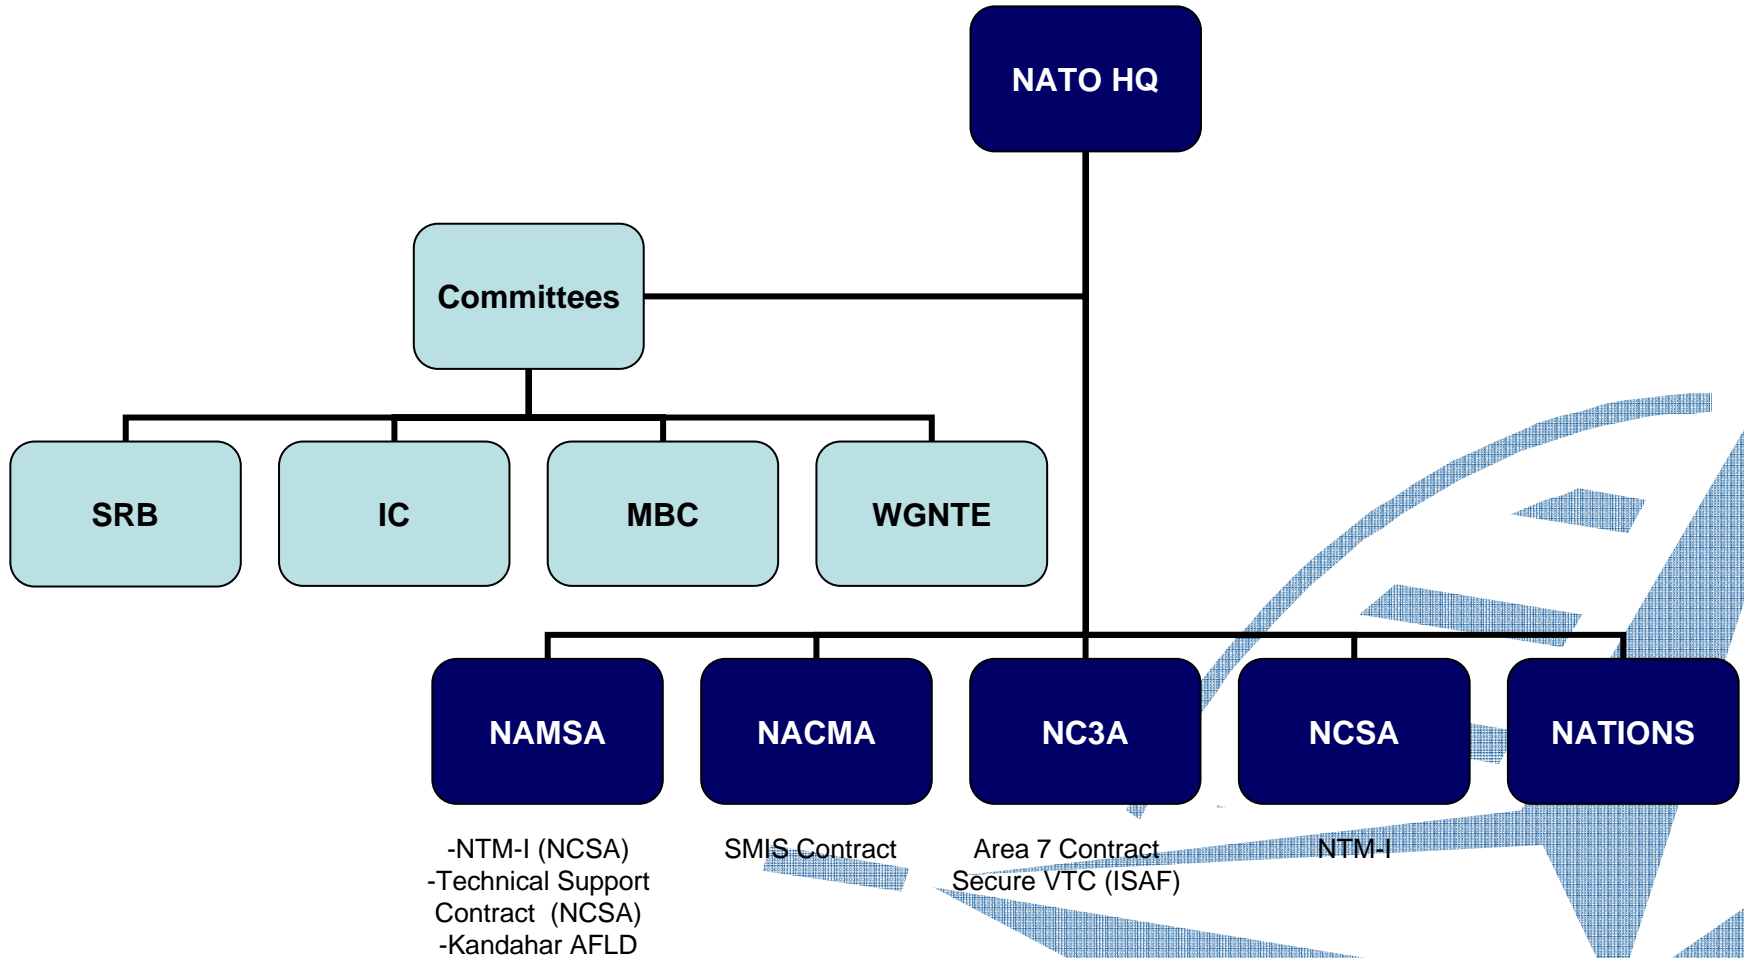 NATO HQ
Committees
SRB
IC
MBC
WGNTE
NAMSA
NACMA
NC3A
NCSA
NATIONS
-NTM-I (NCSA)
-Technical Support
Contract (NCSA)
-Kandahar AFLD
SMIS Contract
Area 7 Contract
Secure VTC (ISAF)
NTM-I